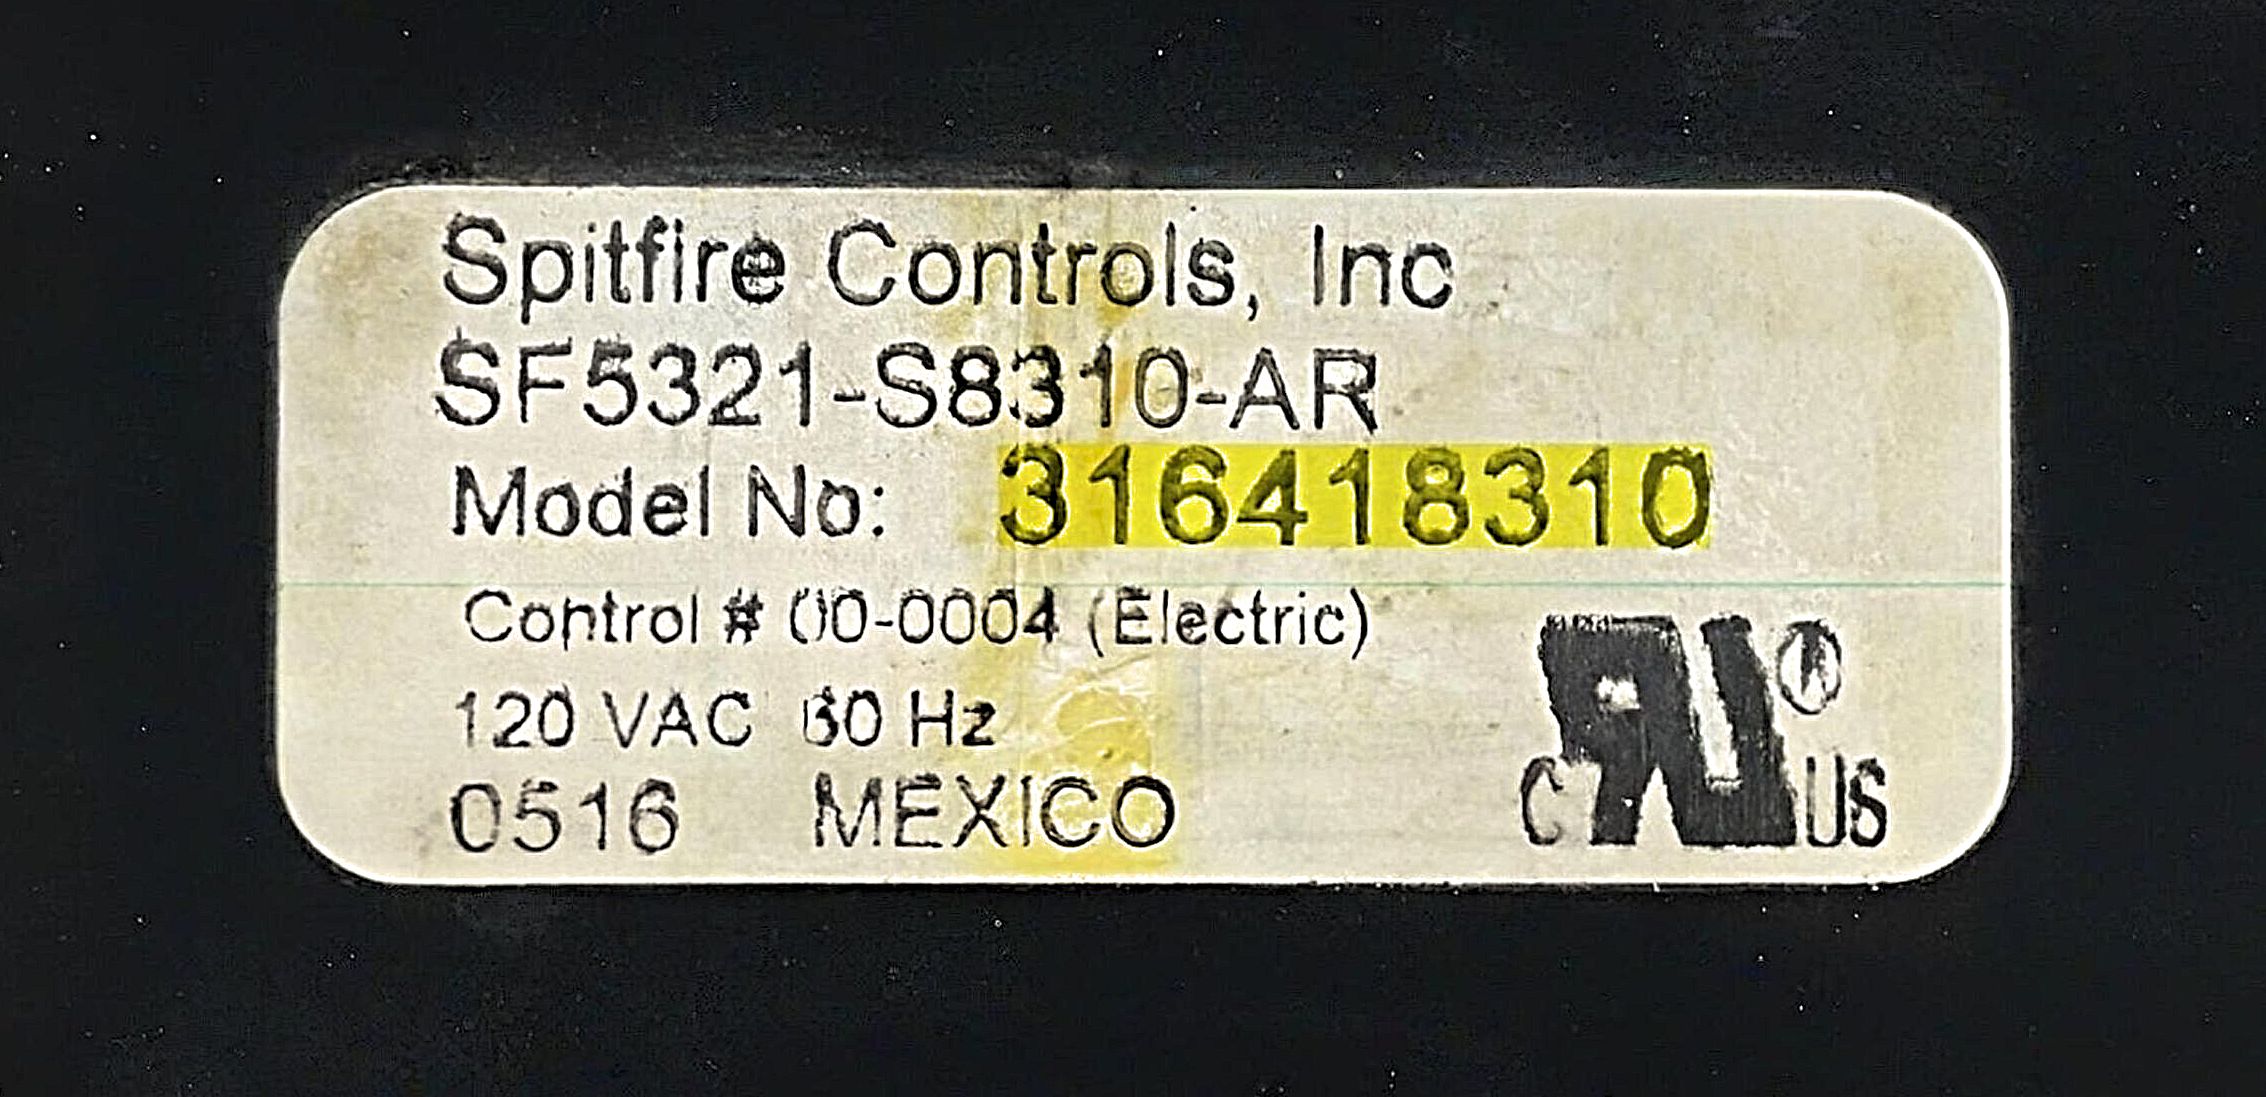 Spitfire Controls, Inc
SF5321-S8310-AR
Model No: 316418310
Control # 00-0004 (Electric)
120 VAC 60 Hz
0516 MEXICO
C RU ® US